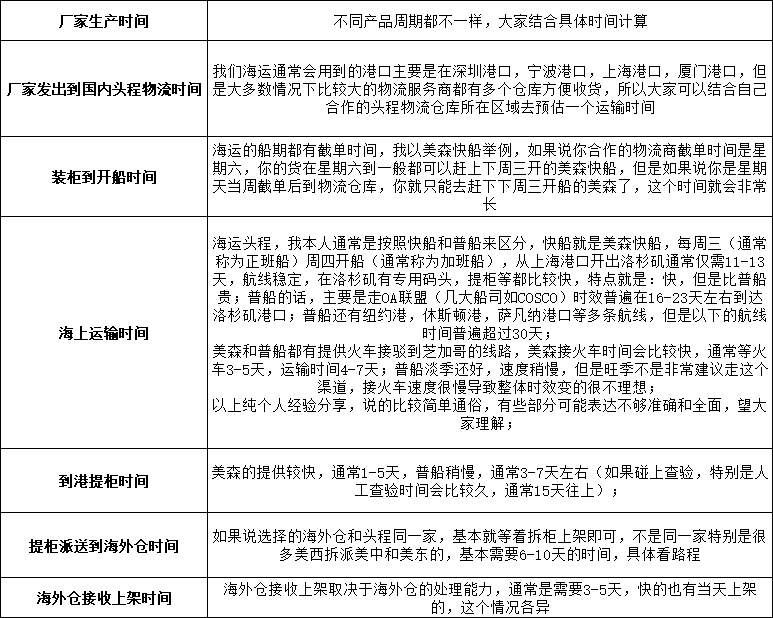 厂家生产时间
不同产品周期都不一样，大家结合具体时间计算
厂家发出到国内头程物流时间
我们海运通常会用到的港口主要是在深圳港口，宁波港口，上海港口，厦门港口，但
是大多数情况下比较大的物流服务商都有多个仓库方便收货，所以大家可以结合自己
合作的头程物流仓库所在区域去预估一个运输时间
装柜到开船时间
海运的船期都有截单时间，我以美森快船举例，如果说你合作的物流商截单时间是星
期六，你的货在星期六到一般都可以赶上下周三开的美森快船，但是如果说你是星期
天当周截单后到物流仓库，你就只能去赶下下周三开船的美森了，这个时间就会非常
长
海上运输时间
海运头程，我本人通常是按照快船和普船来区分，快船就是美森快船，每周三（通常
称为正班船）周四开船（通常称为加班船），从上海港口开出洛杉矶通常仅需11-13
天，航线稳定，在洛杉矶有专用码头，提柜等都比较快，特点就是：快，但是比普船
贵；普船的话，主要是走OA联盟（几大船司如COSCO）时效普遍在16-23天左右到达
洛杉矶港口；普船还有纽约港，休斯顿港，萨凡纳港口等多条航线，但是以下的航线
时间普遍超过30天；
美森和普船都有提供火车接驳到芝加哥的线路，美森接火车时间会比较快，通常等火
车3-5天，运输时间4-7天；普船淡季还好，速度稍慢，但是旺季不是非常建议走这个
渠道，接火车速度很慢导致整体时效变的很不理想；
以上纯个人经验分享，说的比较简单通俗，有些部分可能表达不够准确和全面，望大
家理解；
到港提柜时间
美森的提供较快，通常1-5天，普船稍慢，通常3-7天左右（如果碰上查验，特别是人
工查验时间会比较久，通常15天往上）；
提柜派送到海外仓时间
如果说选择的海外仓和头程同一家，基本就等着拆柜上架即可，不是同一家特别是很
多美西拆派美中和美东的，基本需要6-10天的时间，具体看路程
海外仓接收上架时间
海外仓接收上架取决于海外仓的处理能力，通常是需要3-5天，快的也有当天上架
的，这个情况各异